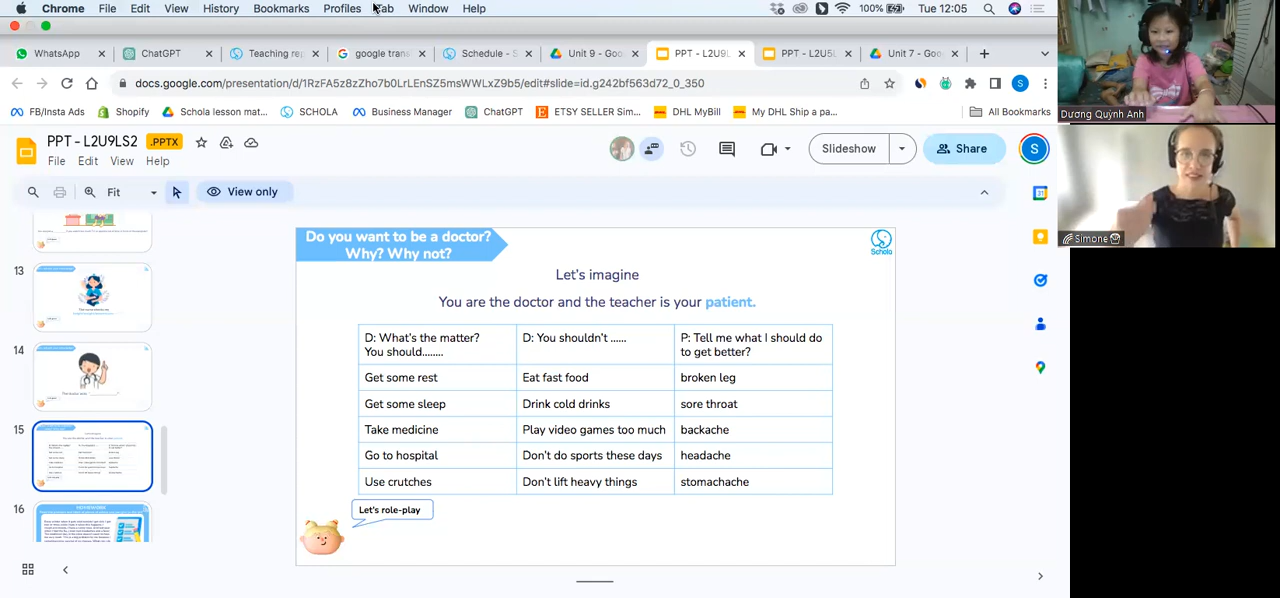 Chrome File Edit View History Bookmarks Profiles Tab Window Help 100% Tue 12:05
WhatsApp ChatGPT Teaching rep google trans Schedule - S Unit 9 - Goo PPT - L2U9L PPT - L2U5L Unit 7 - Goo
docs.google.com/presentation/d/1RzFA5z8zZho7b0LrLEnSZ5msWWLxZ9b5/edit#slide=id.g242bf563d72_0_350
FB/Insta Ads Shopify Schola lesson mat... SCHOLA Business Manager ChatGPT ETSY SELLER Sim... DHL MyBill My DHL Ship a pa... All Bookmarks
PPT - L2U9LS2 .PPTX
File Edit View Help
Slideshow Share S
Fit View only
13
14
15
16
Do you want to be a doctor?
Why? Why not?
Schola
Let's imagine
You are the doctor and the teacher is your patient.
D: What's the matter? D: You shouldn't ...... P: Tell me what I should do
You should........ to get better?
Get some rest Eat fast food broken leg
Get some sleep Drink cold drinks sore throat
Take medicine Play video games too much backache
Go to hospital Don't do sports these days headache
Use crutches Don't lift heavy things stomachache
Let's role-play
Dương Quỳnh Anh
Simone